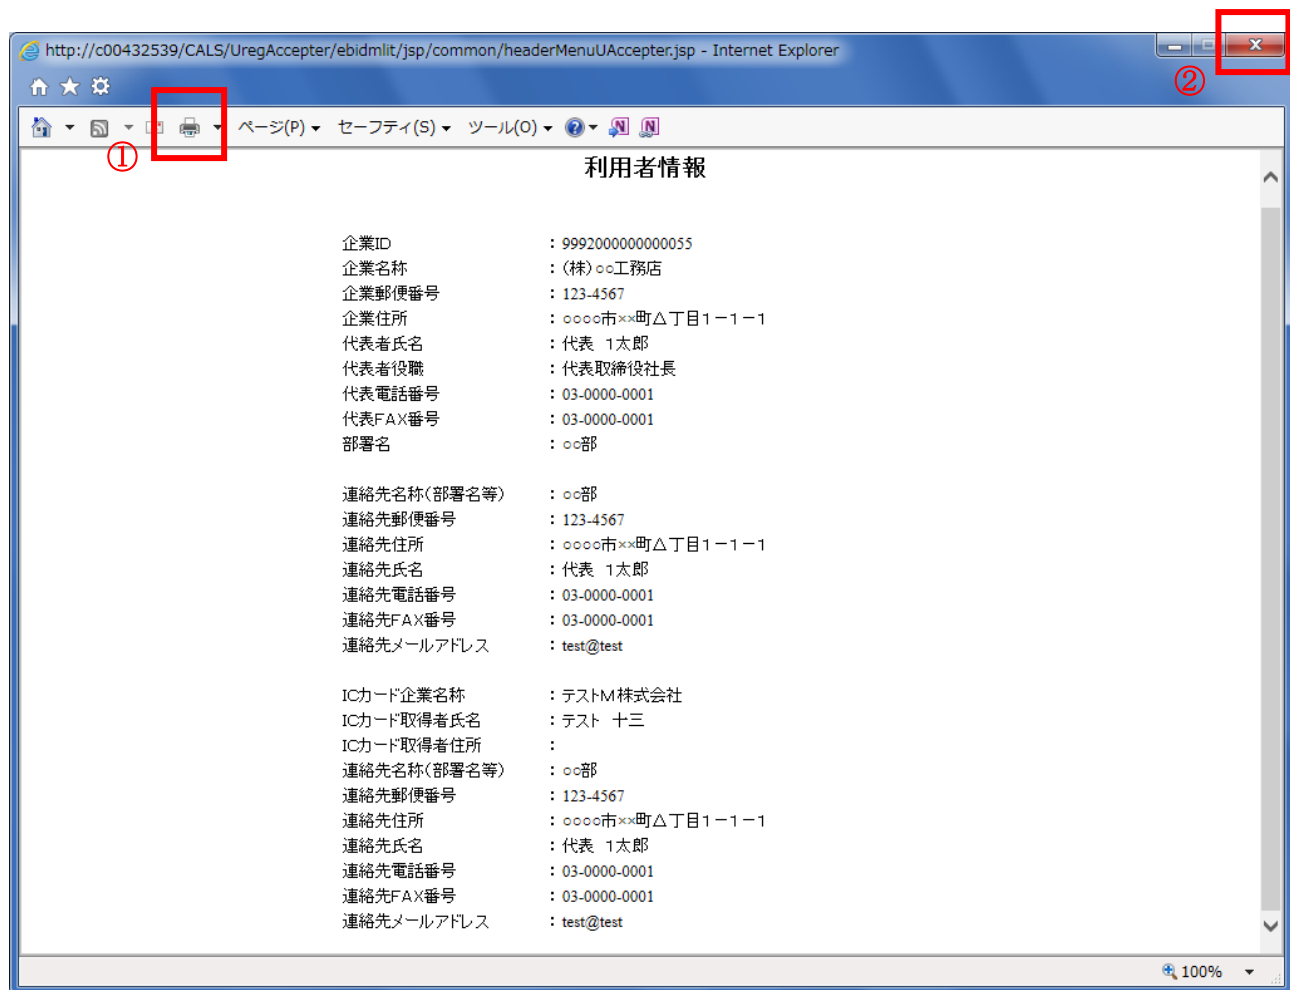 http://c00432539/CALS/UregAccepter/ebidmlit/jsp/common/headerMenuUAccepter.jsp - Internet Explorer
②
ページ(P) セーフティ(S) ツール(O)
①
利用者情報
企業ID : 9992000000000055
企業名称 : (株)○○工務店
企業郵便番号 : 123-4567
企業住所 : ○○○○市××町△丁目1-1-1
代表者氏名 : 代表 1太郎
代表者役職 : 代表取締役社長
代表電話番号 : 03-0000-0001
代表FAX番号 : 03-0000-0001
部署名 : ○○部
連絡先名称(部署名等) : ○○部
連絡先郵便番号 : 123-4567
連絡先住所 : ○○○○市××町△丁目1-1-1
連絡先氏名 : 代表 1太郎
連絡先電話番号 : 03-0000-0001
連絡先FAX番号 : 03-0000-0001
連絡先メールアドレス : test@test
ICカード企業名称 : テストM株式会社
ICカード取得者氏名 : テスト 十三
ICカード取得者住所 :
連絡先名称(部署名等) : ○○部
連絡先郵便番号 : 123-4567
連絡先住所 : ○○○○市××町△丁目1-1-1
連絡先氏名 : 代表 1太郎
連絡先電話番号 : 03-0000-0001
連絡先FAX番号 : 03-0000-0001
連絡先メールアドレス : test@test
100%